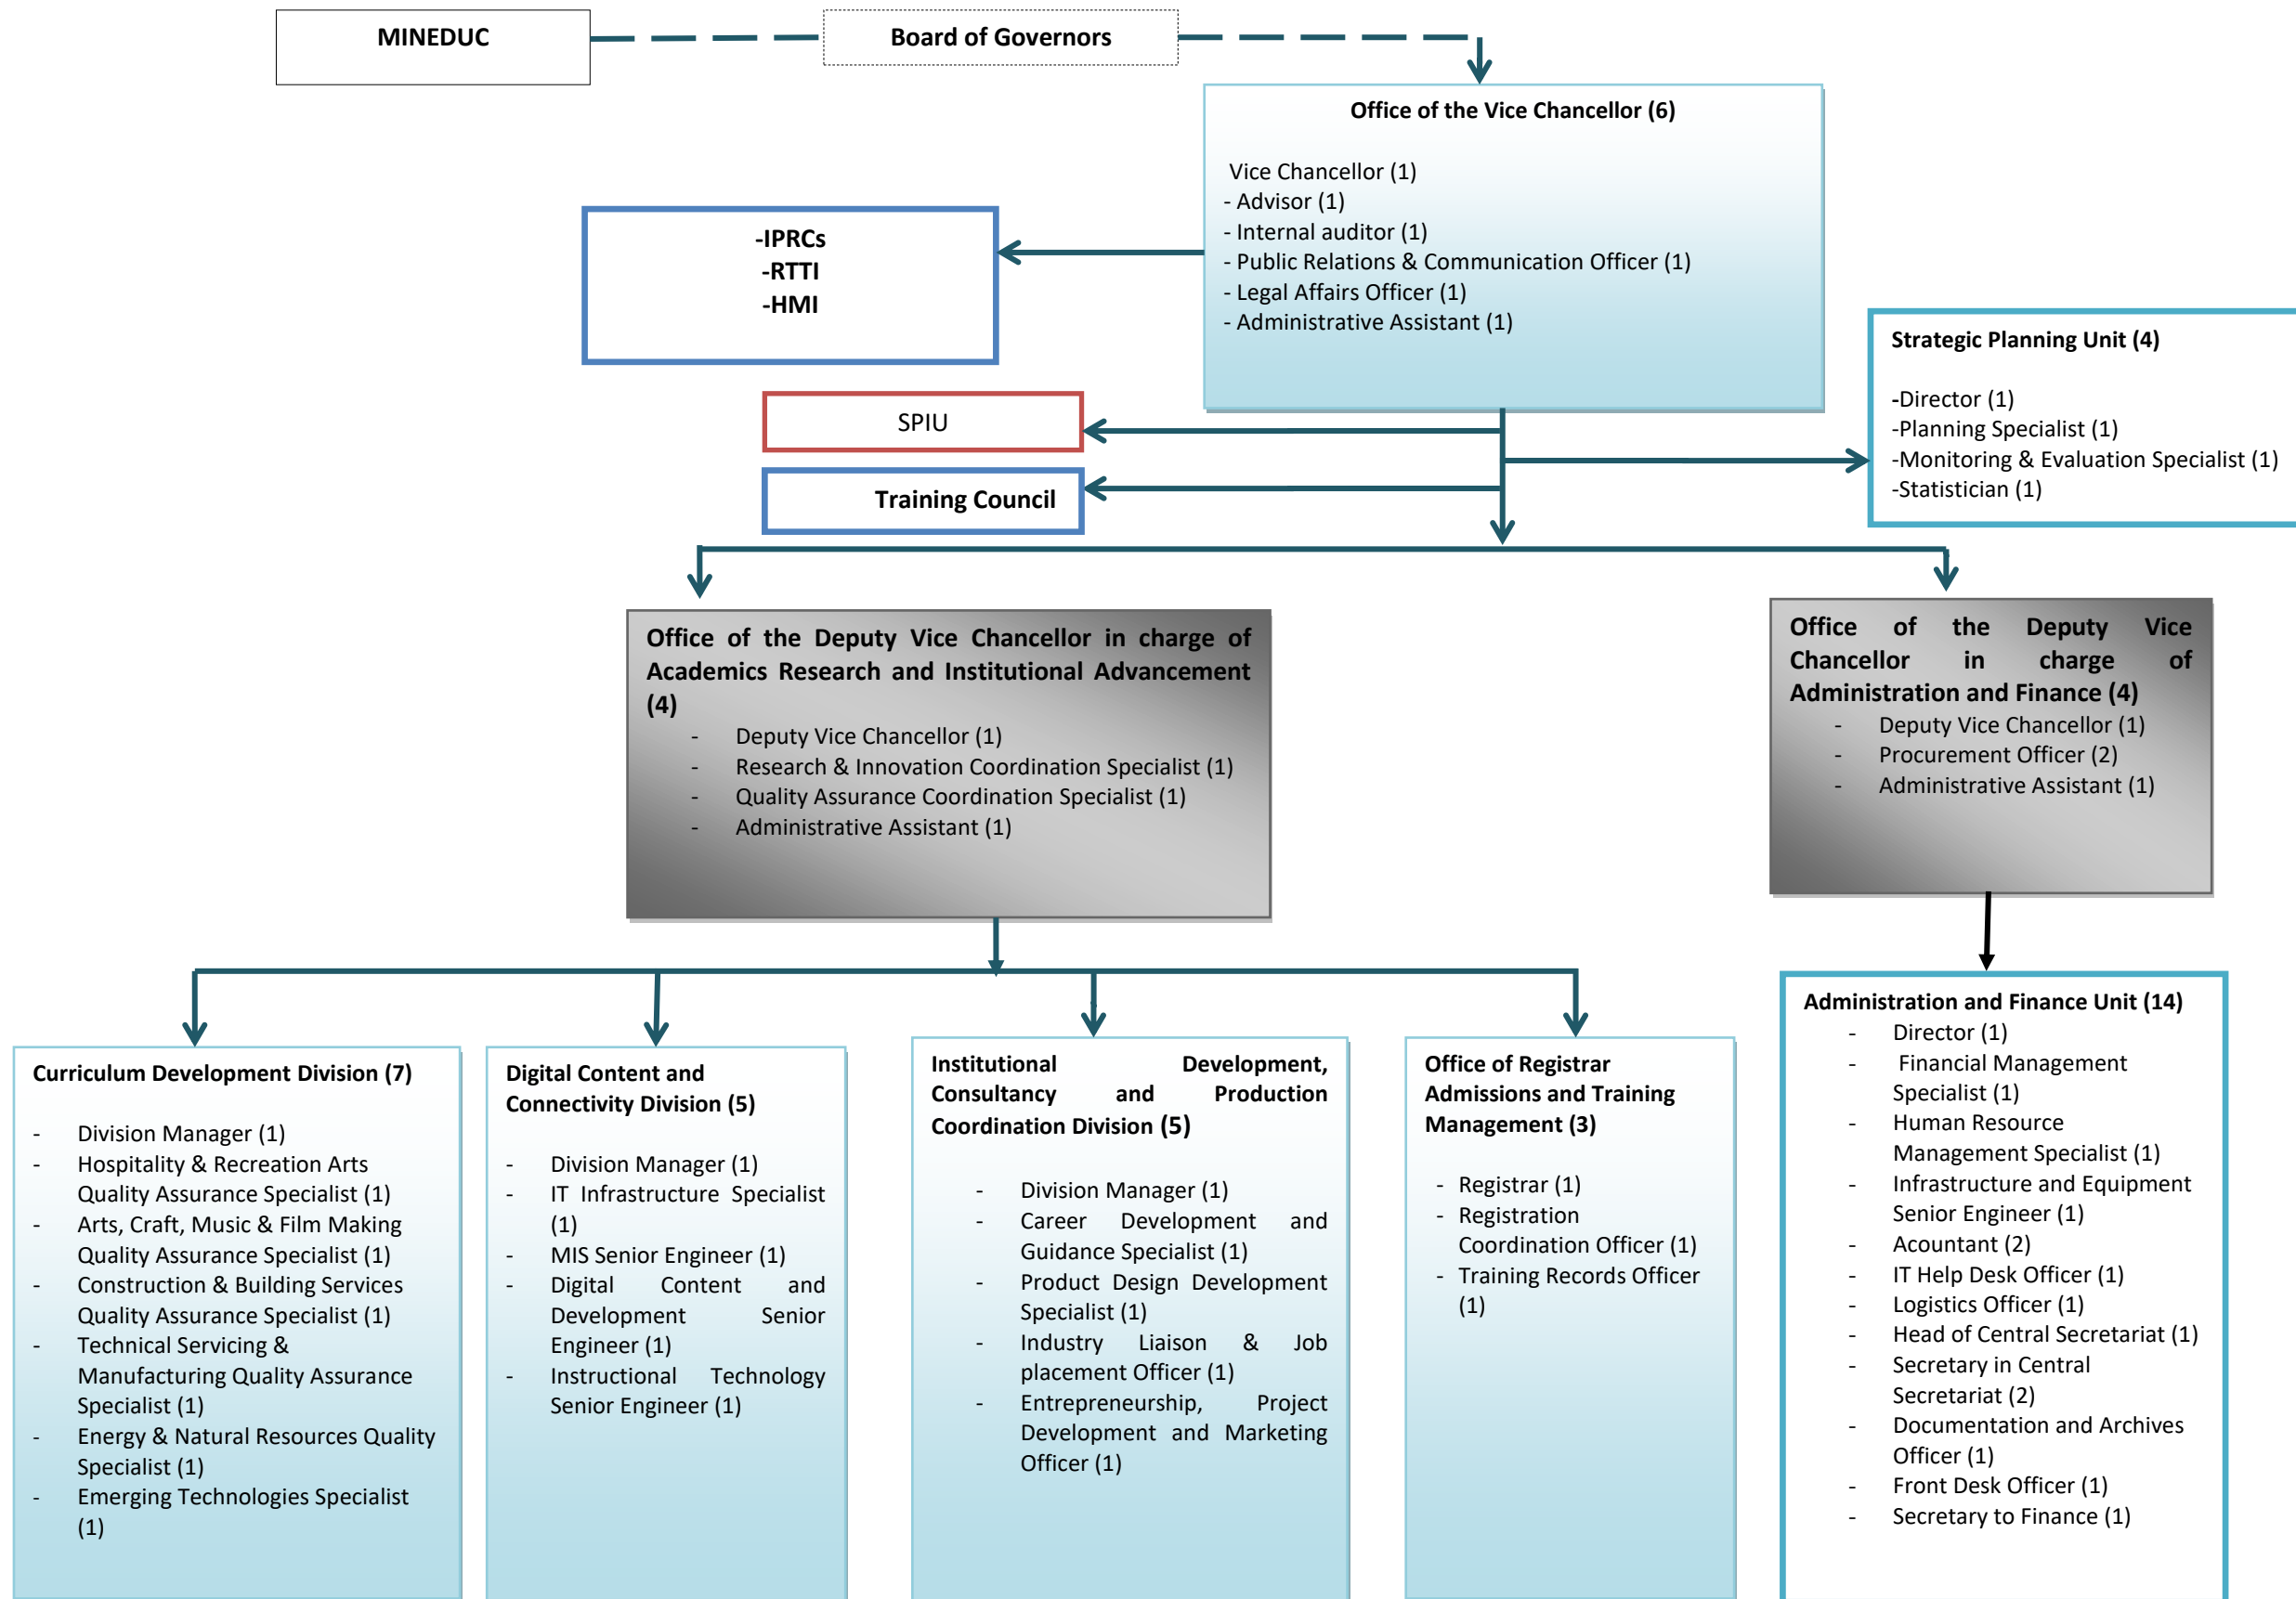 MINEDUC
Board of Governors
Office of the Vice Chancellor (6)
Vice Chancellor (1)
- Advisor (1)
- Internal auditor (1)
- Public Relations & Communication Officer (1)
- Legal Affairs Officer (1)
- Administrative Assistant (1)
-IPRCs
-RTTI
-HMI
Strategic Planning Unit (4)
-Director (1)
-Planning Specialist (1)
-Monitoring & Evaluation Specialist (1)
-Statistician (1)
SPIU
Training Council
Office of the Deputy Vice Chancellor in charge of
Academics Research and Institutional Advancement
(4)
- Deputy Vice Chancellor (1)
- Research & Innovation Coordination Specialist (1)
- Quality Assurance Coordination Specialist (1)
- Administrative Assistant (1)
Office of the Deputy Vice
Chancellor in charge of
Administration and Finance (4)
- Deputy Vice Chancellor (1)
- Procurement Officer (2)
- Administrative Assistant (1)
Curriculum Development Division (7)
- Division Manager (1)
- Hospitality & Recreation Arts
Quality Assurance Specialist (1)
- Arts, Craft, Music & Film Making
Quality Assurance Specialist (1)
- Construction & Building Services
Quality Assurance Specialist (1)
- Technical Servicing &
Manufacturing Quality Assurance
Specialist (1)
- Energy & Natural Resources Quality
Specialist (1)
- Emerging Technologies Specialist
(1)
Digital Content and
Connectivity Division (5)
- Division Manager (1)
- IT Infrastructure Specialist
(1)
- MIS Senior Engineer (1)
- Digital Content and
Development Senior
Engineer (1)
- Instructional Technology
Senior Engineer (1)
Institutional Development,
Consultancy and Production
Coordination Division (5)
- Division Manager (1)
- Career Development and
Guidance Specialist (1)
- Product Design Development
Specialist (1)
- Industry Liaison & Job
placement Officer (1)
- Entrepreneurship, Project
Development and Marketing
Officer (1)
Office of Registrar
Admissions and Training
Management (3)
- Registrar (1)
- Registration
Coordination Officer (1)
- Training Records Officer
(1)
Administration and Finance Unit (14)
- Director (1)
- Financial Management
Specialist (1)
- Human Resource
Management Specialist (1)
- Infrastructure and Equipment
Senior Engineer (1)
- Acountant (2)
- IT Help Desk Officer (1)
- Logistics Officer (1)
- Head of Central Secretariat (1)
- Secretary in Central
Secretariat (2)
- Documentation and Archives
Officer (1)
- Front Desk Officer (1)
- Secretary to Finance (1)